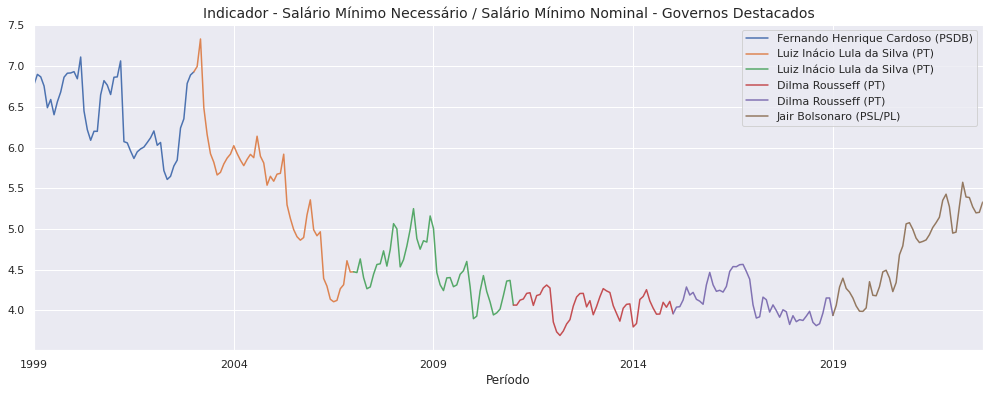 Indicador - Salário Mínimo Necessário / Salário Mínimo Nominal - Governos Destacados
7.5
7.0
6.5
6.0
5.5
5.0
4.5
4.0
Fernando Henrique Cardoso (PSDB)
Luiz Inácio Lula da Silva (PT)
Luiz Inácio Lula da Silva (PT)
Dilma Rousseff (PT)
Dilma Rousseff (PT)
Jair Bolsonaro (PSL/PL)
1999
2004
2009
2014
2019
Período